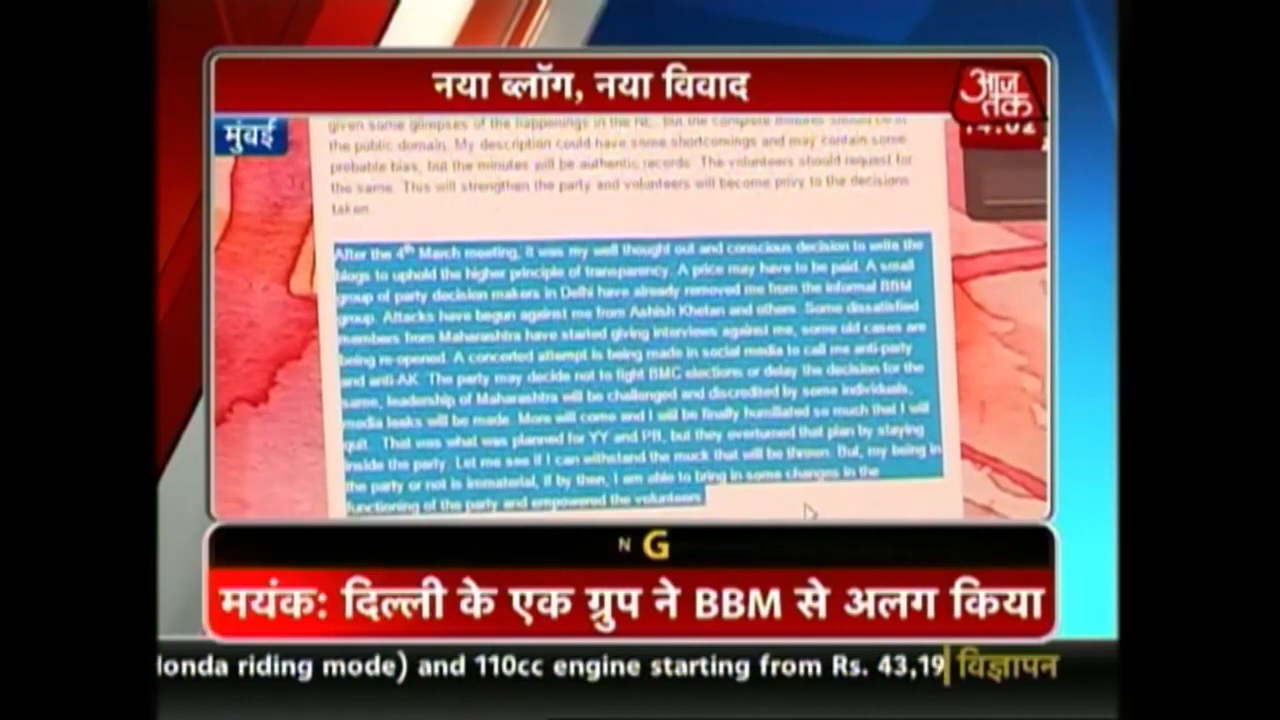 नया ब्लॉग, नया विवाद
आज
तक
मुंबई
14:02
given some glimpses of the happenings in the NE, but the complete minutes should be in
the public domain. My description could have some shortcomings and may contain some
probable bias, but the minutes will be authentic records. The volunteers should request for
the same. This will strengthen the party and volunteers will become privy to the decisions
taken.
After the 4th March meeting, it was my well thought out and conscious decision to write the
blogs to uphold the higher principle of transparency. A price may have to be paid. A small
group of party decision makers in Delhi have already removed me from the informal BBM
group. Attacks have begun against me from Ashish Khetan and others. Some dissatisfied
members from Maharashtra have started giving interviews against me, some old cases are
being re-opened. A concerted attempt is being made in social media to call me anti-party
and anti-AK. The party may decide not to fight BMC elections or delay the decision for the
same, leadership of Maharashtra will be challenged and discredited by some individuals,
media leaks will be made. More will come and I will be finally humiliated so much that I will
quit. That was what was planned for YY and PB, but they overturned that plan by staying
inside the party. Let me see if I can withstand the muck that will be thrown. But, my being in
the party or not is immaterial, if by then, I am able to bring in some changes in the
functioning of the party and empowered the volunteers.
N G
मयंक: दिल्ली के एक ग्रुप ने BBM से अलग किया
Honda riding mode) and 110cc engine starting from Rs. 43,19 विज्ञापन